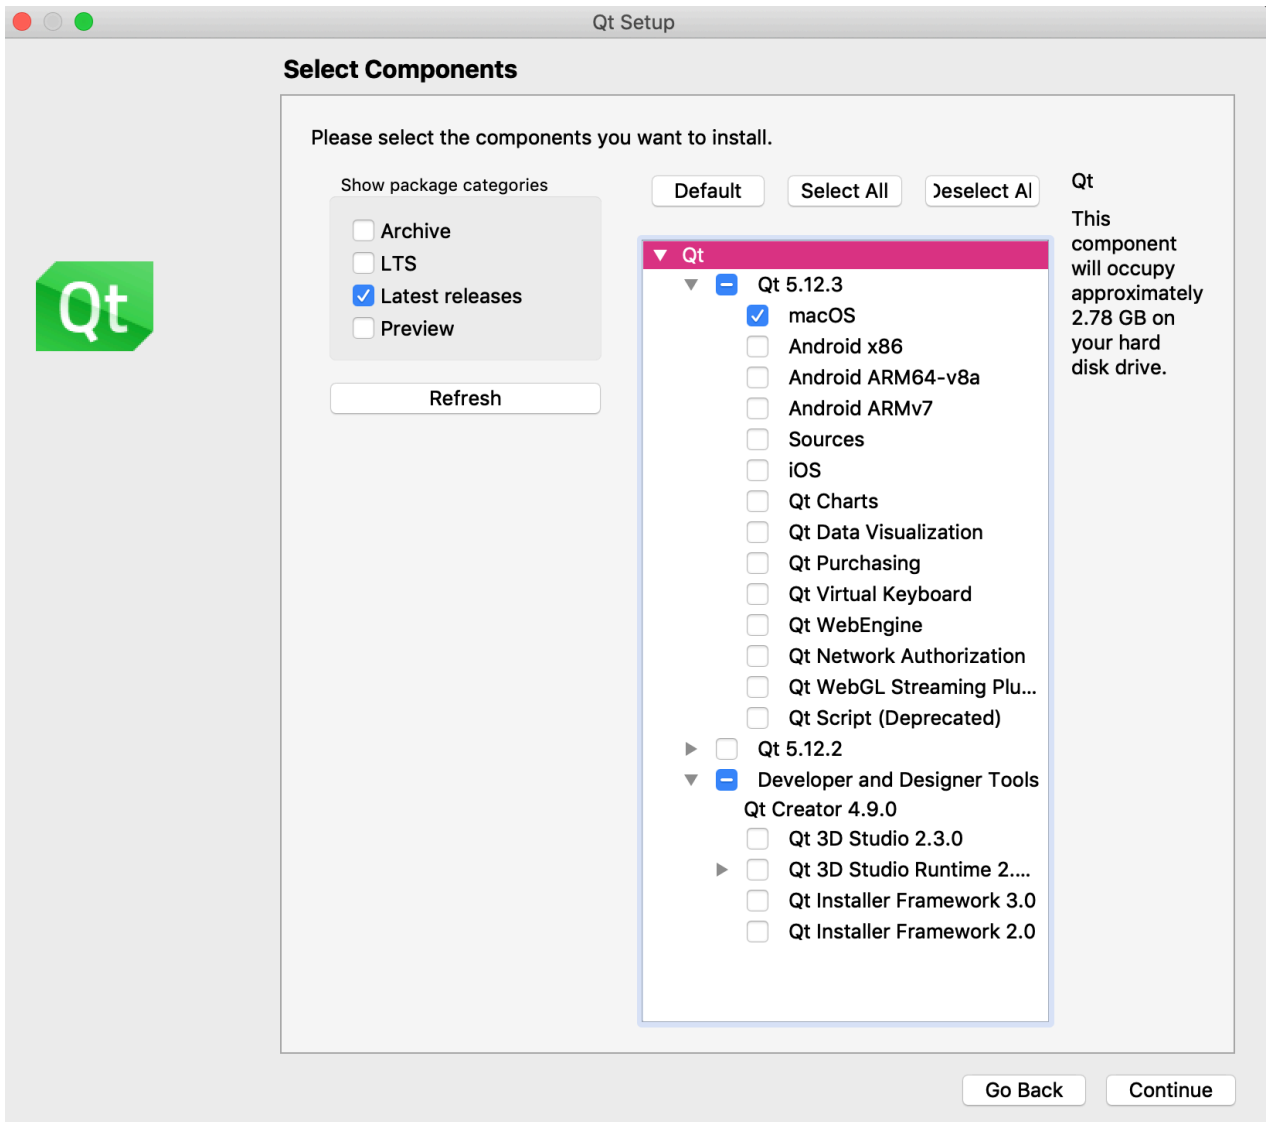 Qt Setup
Select Components
Please select the components you want to install.
Show package categories
Archive
LTS
Latest releases
Preview
Refresh
Default
Select All
Deselect Al
Qt
Qt 5.12.3
macOS
Android x86
Android ARM64-v8a
Android ARMv7
Sources
iOS
Qt Charts
Qt Data Visualization
Qt Purchasing
Qt Virtual Keyboard
Qt WebEngine
Qt Network Authorization
Qt WebGL Streaming Plu...
Qt Script (Deprecated)
Qt 5.12.2
Developer and Designer Tools
Qt Creator 4.9.0
Qt 3D Studio 2.3.0
Qt 3D Studio Runtime 2....
Qt Installer Framework 3.0
Qt Installer Framework 2.0
Qt
This
component
will occupy
approximately
2.78 GB on
your hard
disk drive.
Qt
Go Back
Continue